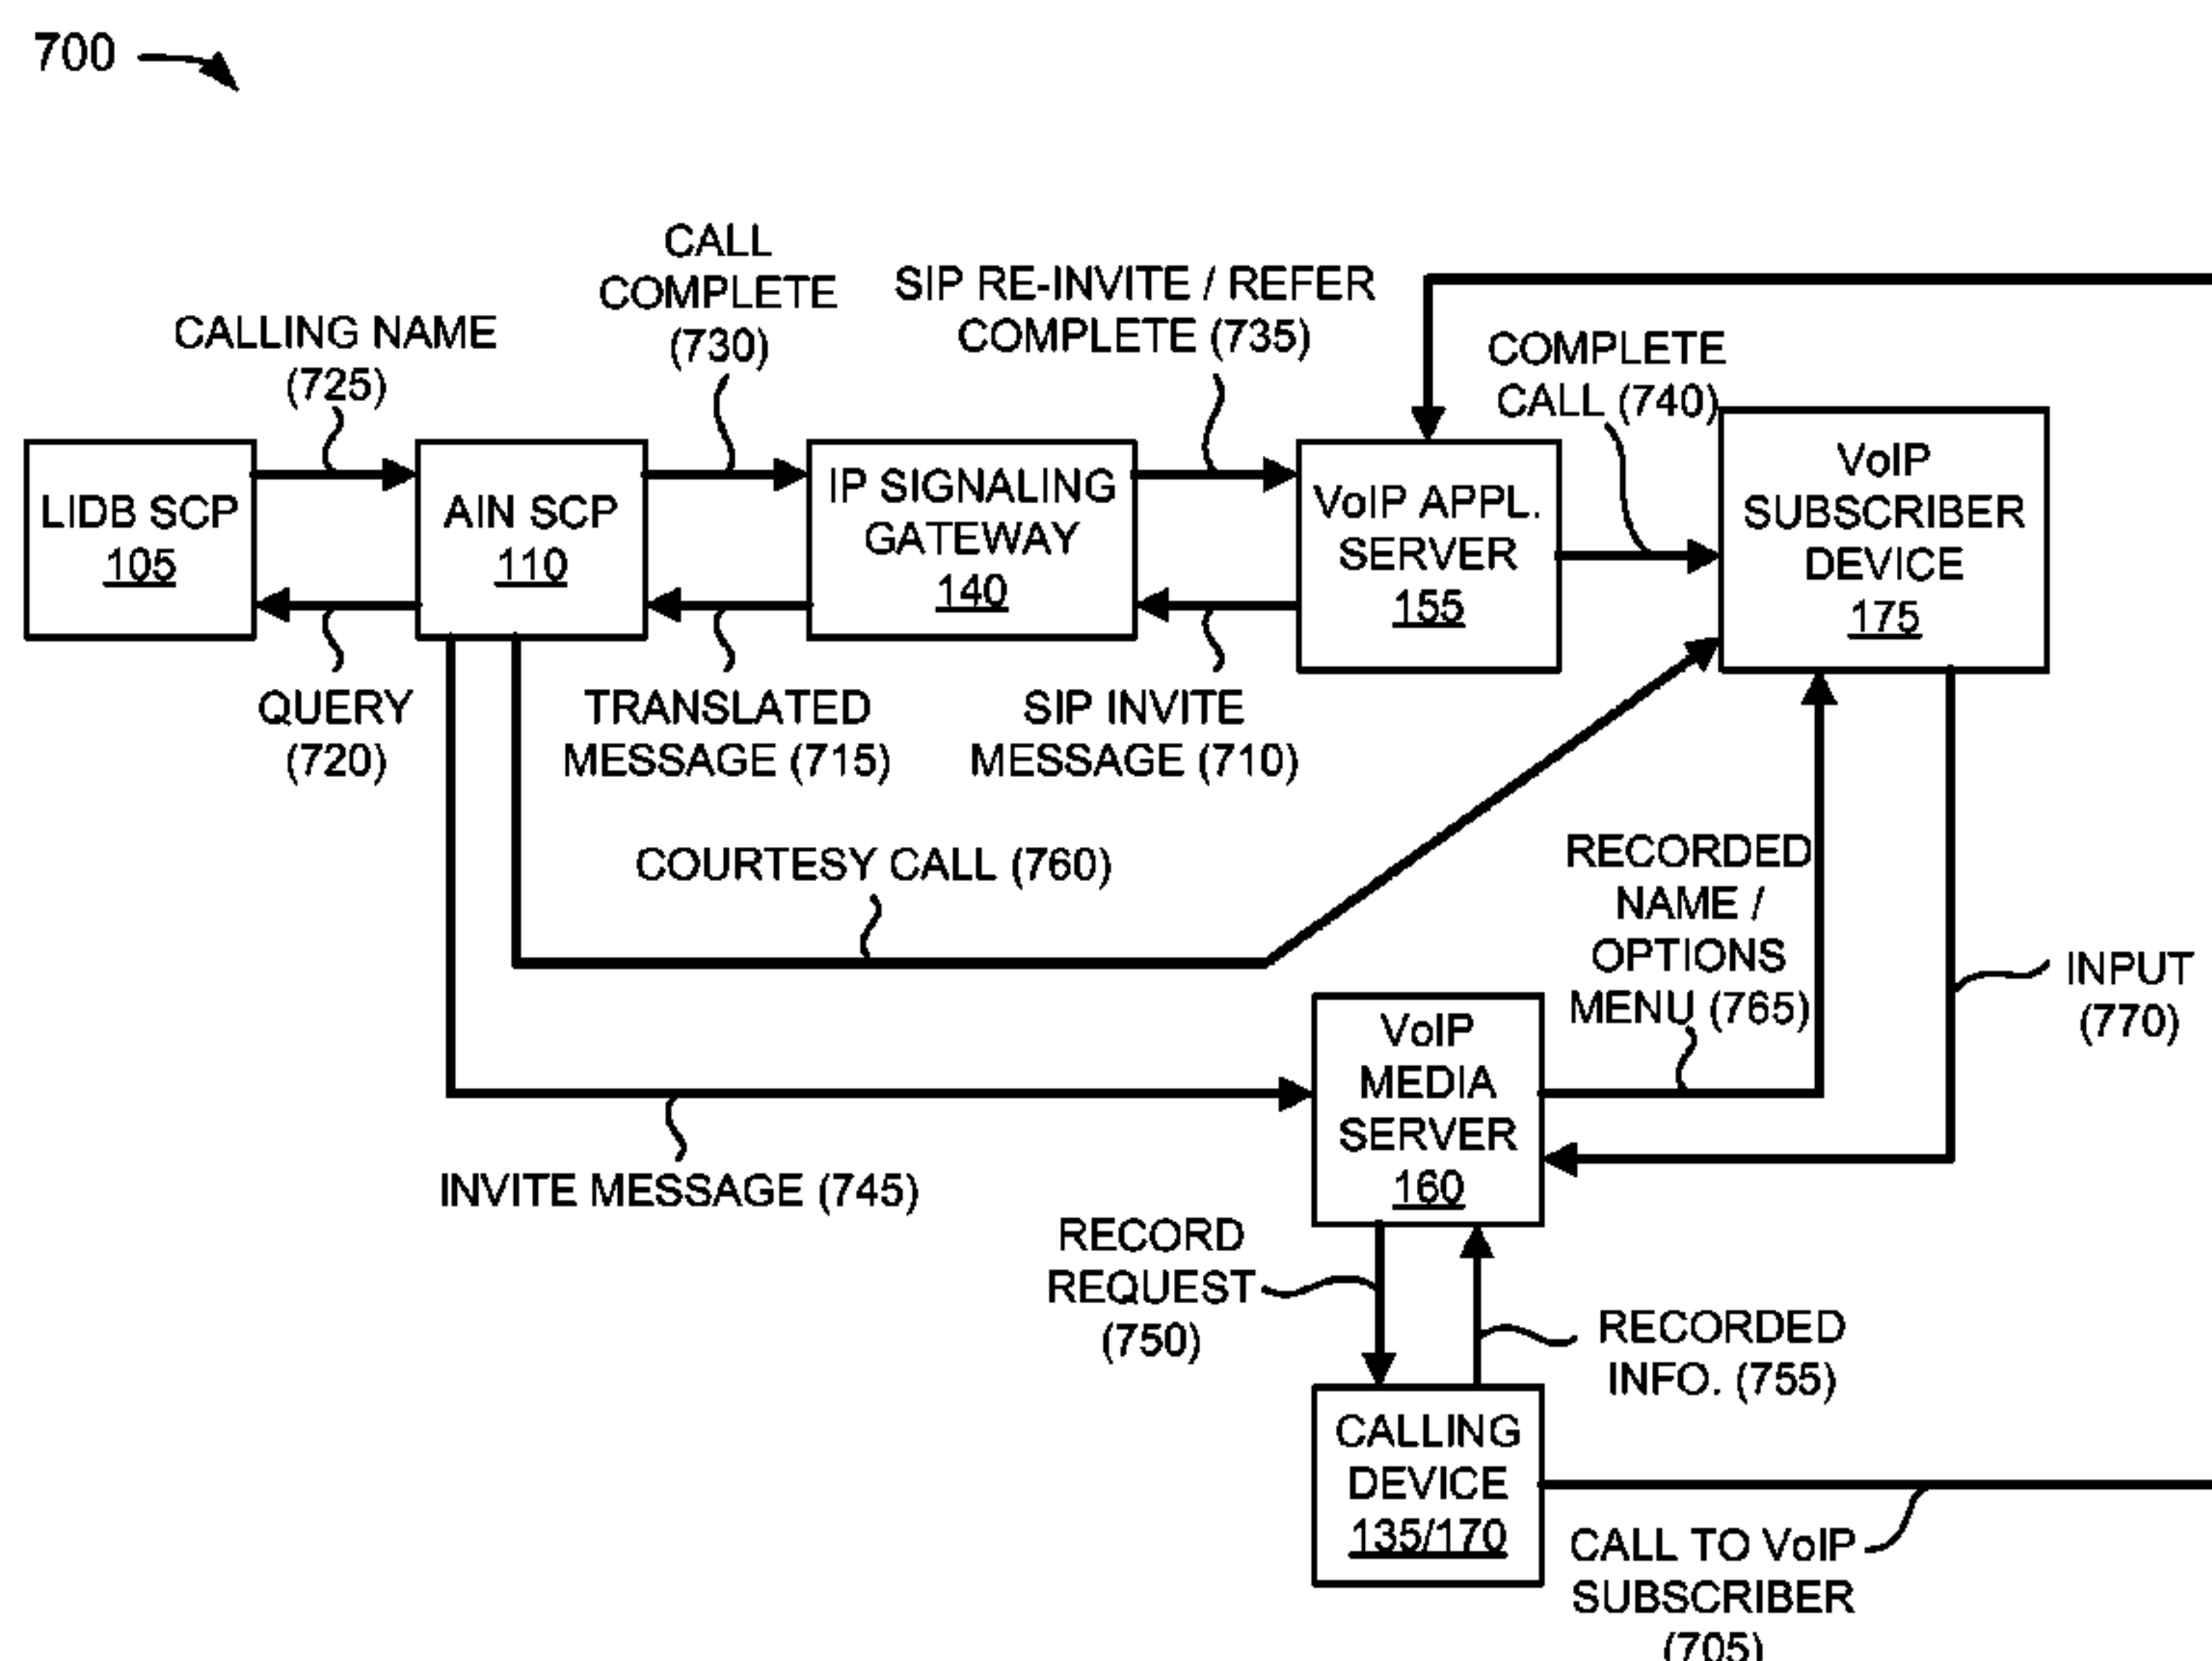 700
CALL
COMPLETE
(730)
SIP RE-INVITE / REFER
COMPLETE (735)
CALLING NAME
(725)
COMPLETE
CALL (740)
LIDB SCP
105
AIN SCP
110
IP SIGNALING
GATEWAY
140
VoIP APPL.
SERVER
155
VoIP
SUBSCRIBER
DEVICE
175
QUERY
(720)
TRANSLATED
MESSAGE (715)
SIP INVITE
MESSAGE (710)
COURTESY CALL (760)
RECORDED
NAME /
OPTIONS
MENU (765)
INPUT
(770)
VoIP
MEDIA
SERVER
160
INVITE MESSAGE (745)
RECORD
REQUEST
(750)
RECORDED
INFO. (755)
CALLING
DEVICE
135/170
CALL TO VoIP
SUBSCRIBER
(705)